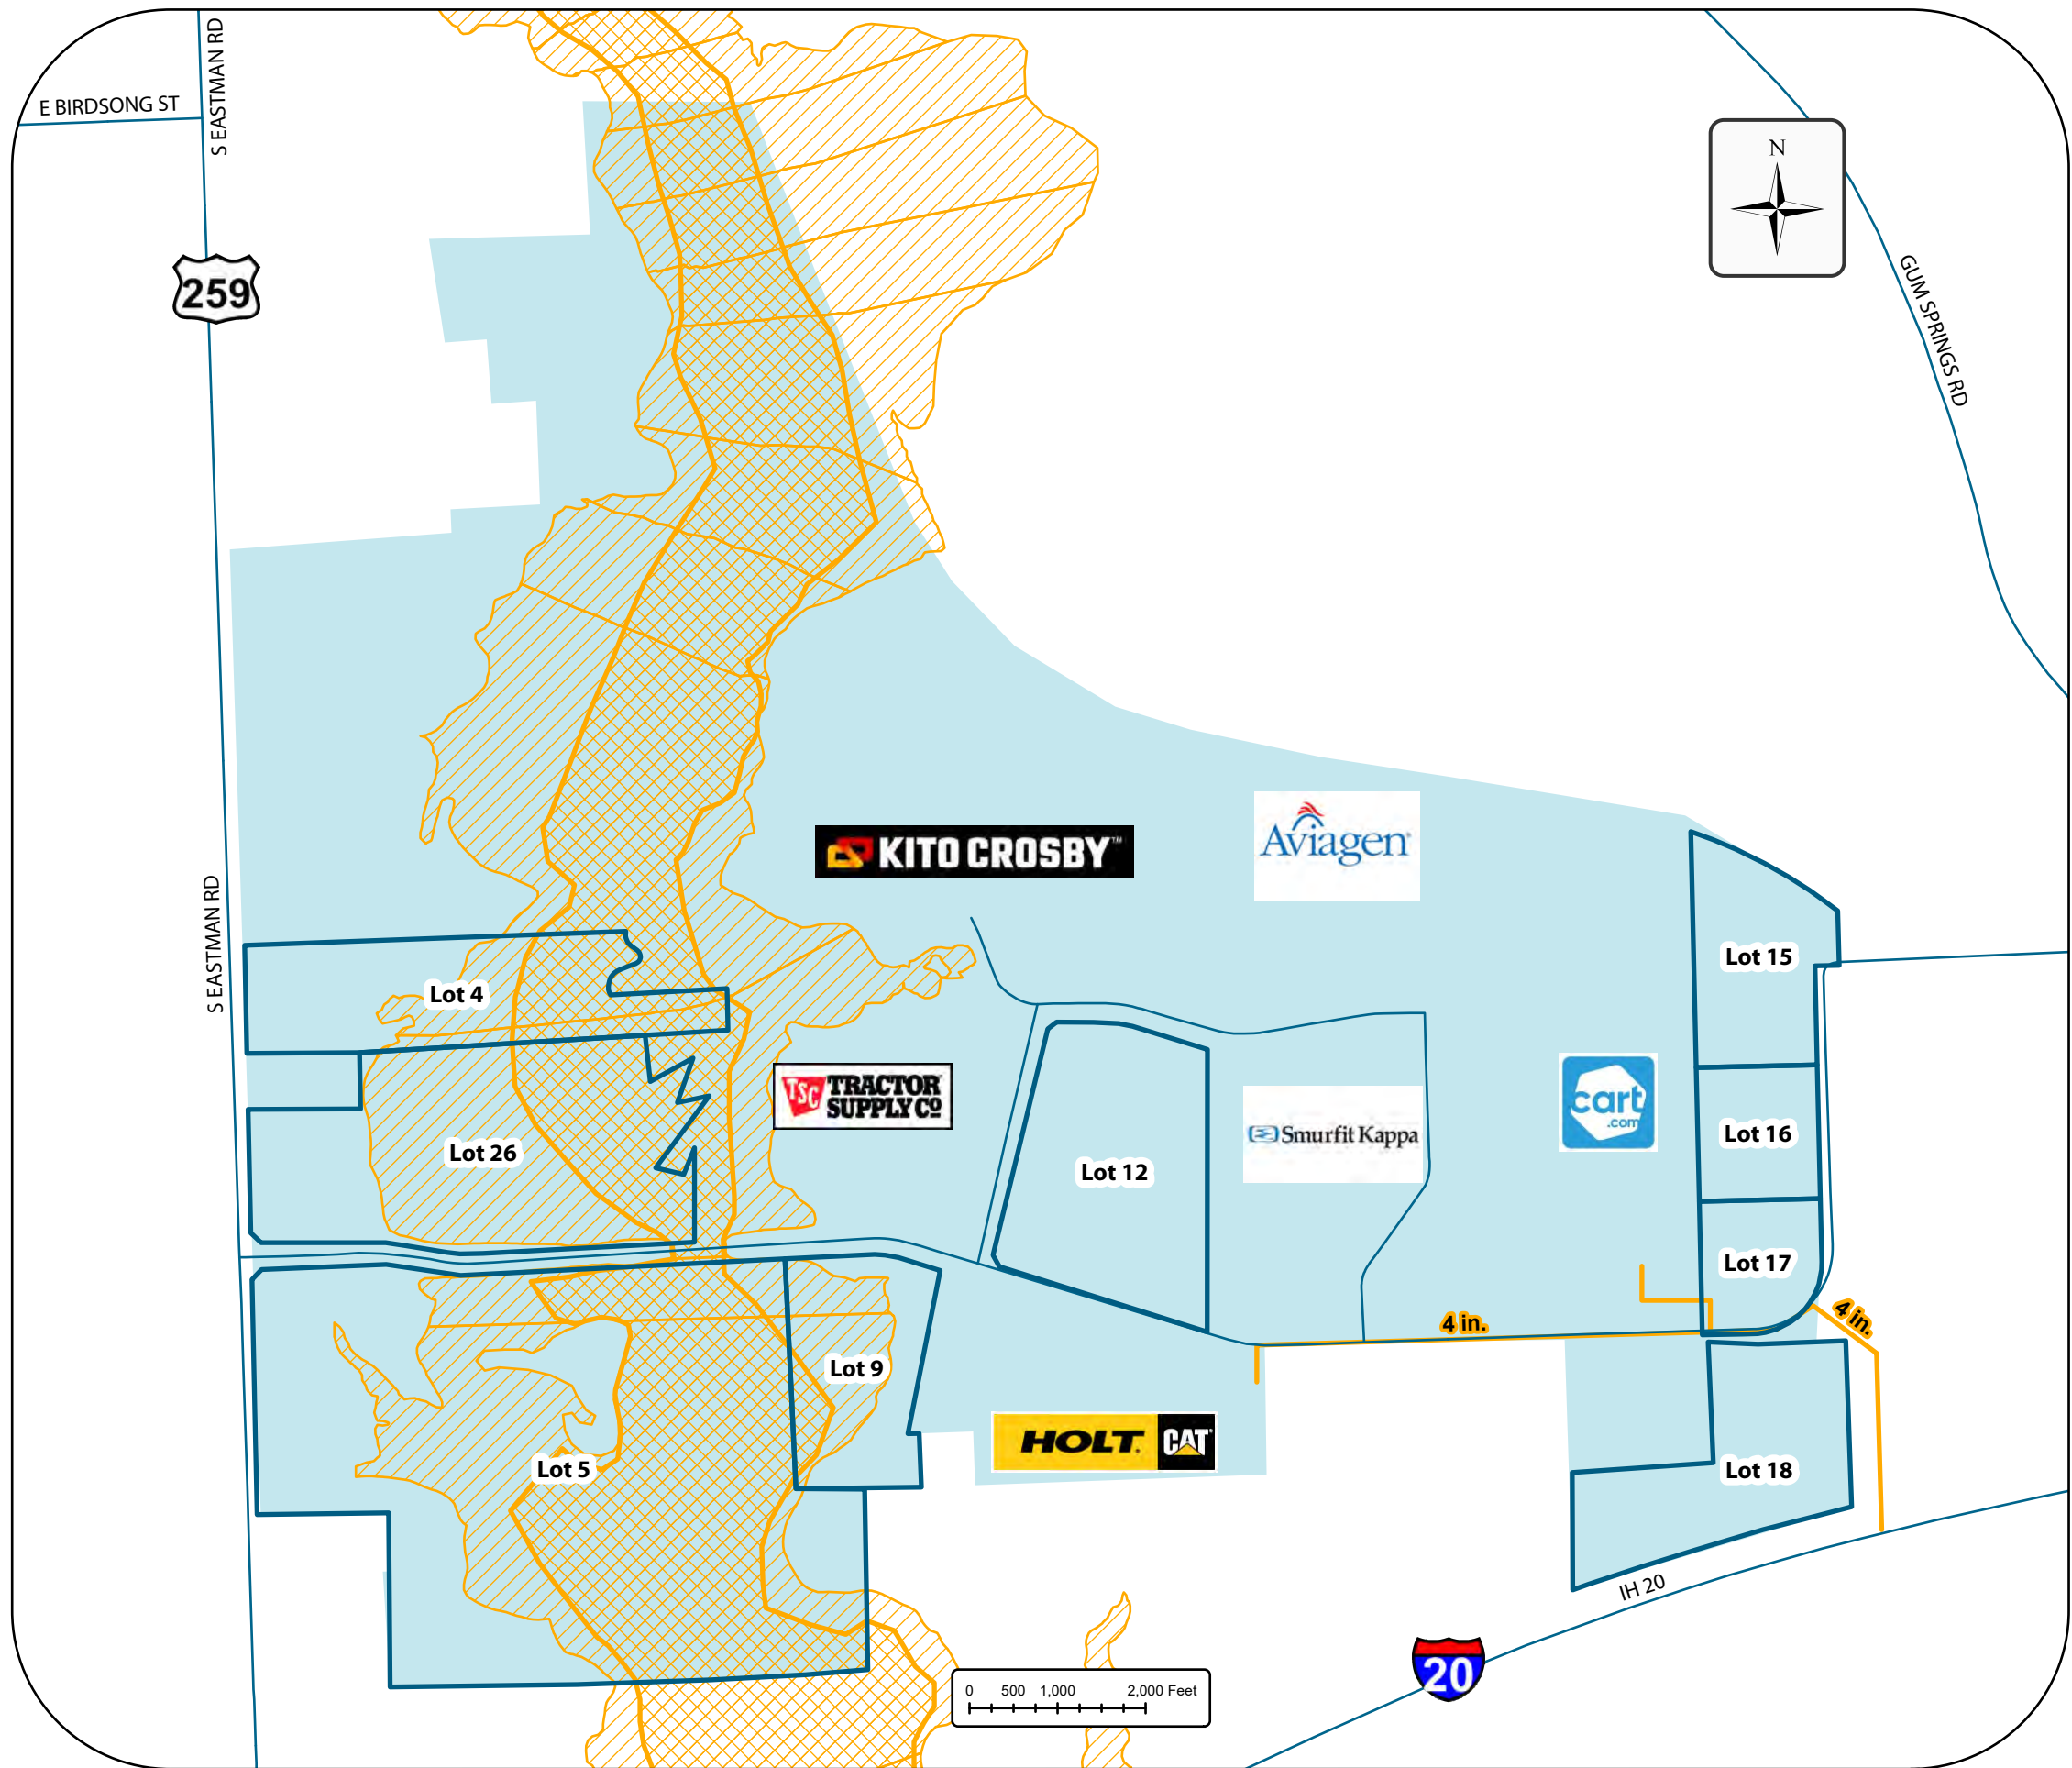 E BIRDSONG ST
S EASTMAN RD
N
259
GUM SPRINGS RD
KITO CROSBY™
Aviagen®
S EASTMAN RD
Lot 15
Lot 4
TSC TRACTOR
SUPPLY CO
cart
.com
Smurfit Kappa
Lot 16
Lot 26
Lot 12
Lot 17
4 in.
4 in.
Lot 9
HOLT. CAT®
Lot 5
Lot 18
IH 20
20
0 500 1,000 2,000 Feet